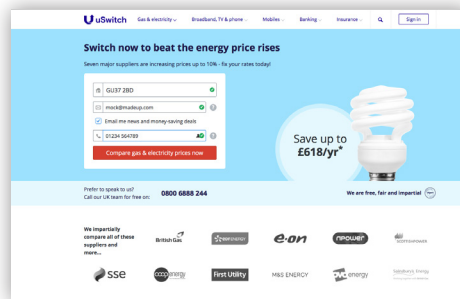 uSwitch
Gas & electricity Broadband, TV & phone Mobiles Banking Insurance Sign in
Switch now to beat the energy price rises
Seven major suppliers are increasing prices up to 10% - fix your rates today!
GU37 2BD
mock@madeup.com
Email me news and money-saving deals
01234 564789
Compare gas & electricity prices now
Save up to
£618/yr*
Prefer to speak to us?
Call our UK team for free on:
0800 6888 244
We are free, fair and impartial
We impartially
compare all of these
suppliers and
more...
British Gas
EDF ENERGY
e·on
npower
SCOTTISHPOWER
sse
coop energy
First Utility
M&S ENERGY
ovo energy
Sainsbury's Energy